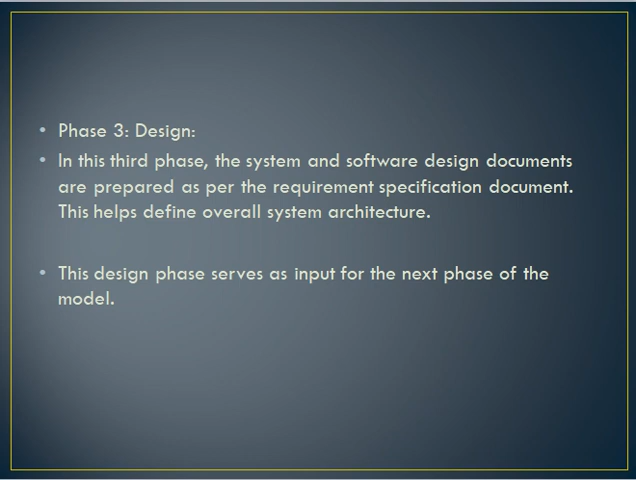 • Phase 3: Design:
• In this third phase, the system and software design documents
are prepared as per the requirement specification document.
This helps define overall system architecture.
• This design phase serves as input for the next phase of the
model.